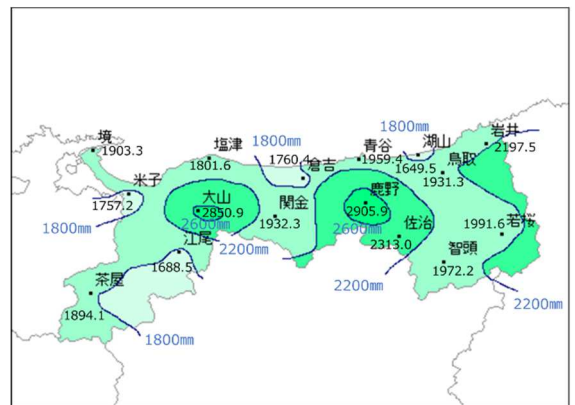 岩井
2197.5
1800㎜
湖山
1649.5
鳥取
1931.3
境
1903.3
塩津
1801.6
1800㎜
1760.4
倉吉
青谷
1959.4
米子
1757.2
1800㎜
大山
2850.9
2600㎜
関金
1932.3
鹿野
2905.9
2600㎜
佐治
2313.0
若桜
1991.6
智頭
1972.2
江尾
1688.5
2200㎜
2200㎜
2200㎜
茶屋
1894.1
1800㎜